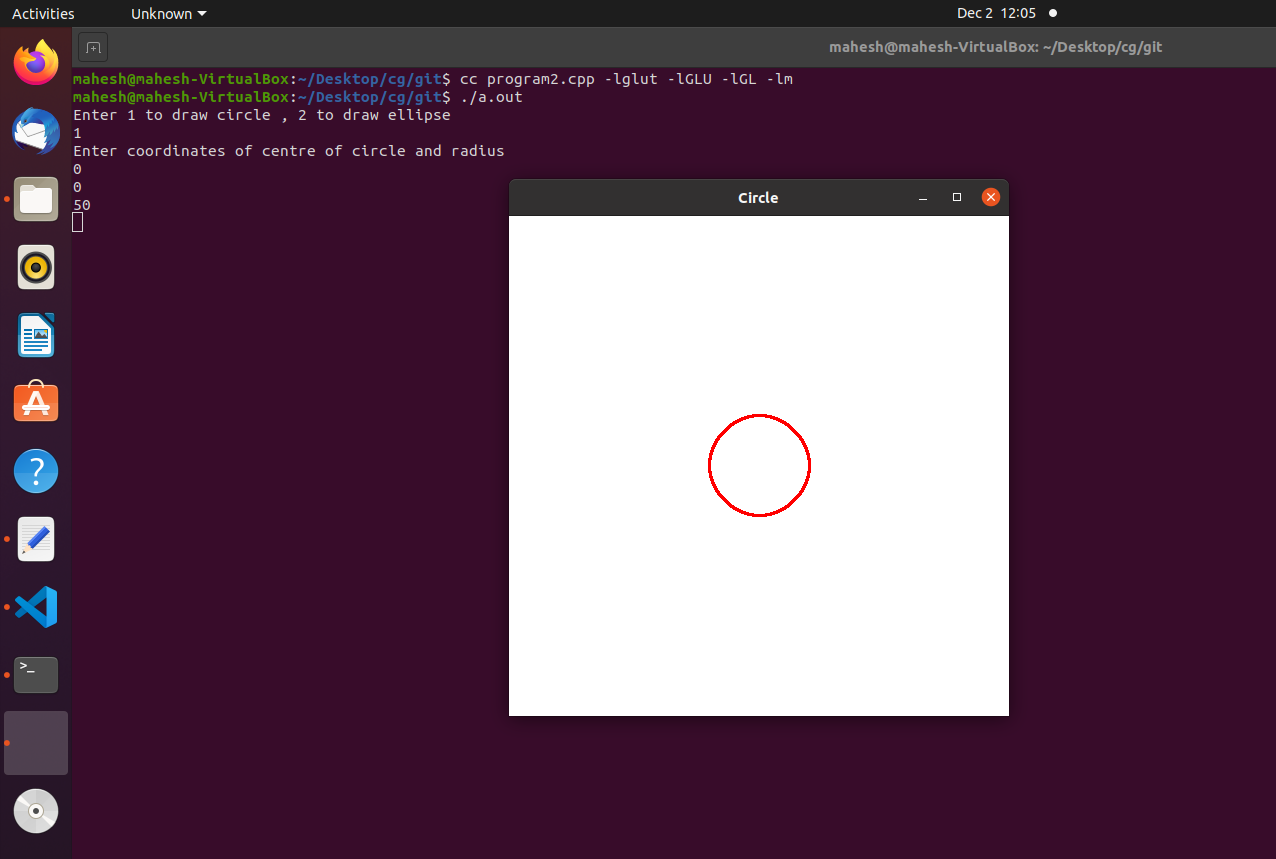 Activities Unknown Dec 2 12:05
mahesh@mahesh-VirtualBox: ~/Desktop/cg/git
mahesh@mahesh-VirtualBox:~/Desktop/cg/git$ cc program2.cpp -lglut -lGLU -lGL -lm
mahesh@mahesh-VirtualBox:~/Desktop/cg/git$ ./a.out
Enter 1 to draw circle , 2 to draw ellipse
1
Enter coordinates of centre of circle and radius
0
0
50
Circle